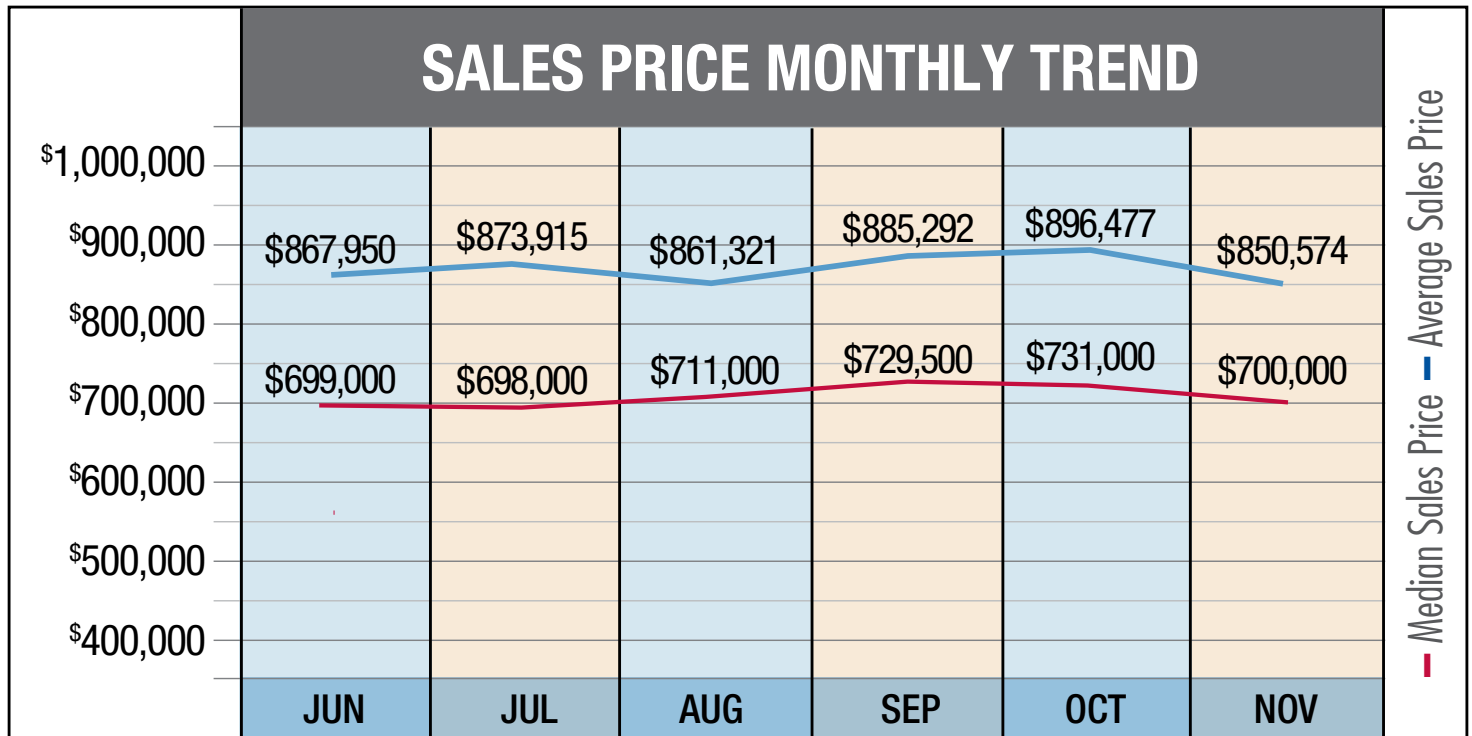 SALES PRICE MONTHLY TREND
$1,000,000
$900,000
$800,000
$700,000
$600,000
$500,000
$400,000
$867,950
$873,915
$861,321
$885,292
$896,477
$850,574
$699,000
$698,000
$711,000
$729,500
$731,000
$700,000
JUN
JUL
AUG
SEP
OCT
NOV
Median Sales Price Average Sales Price